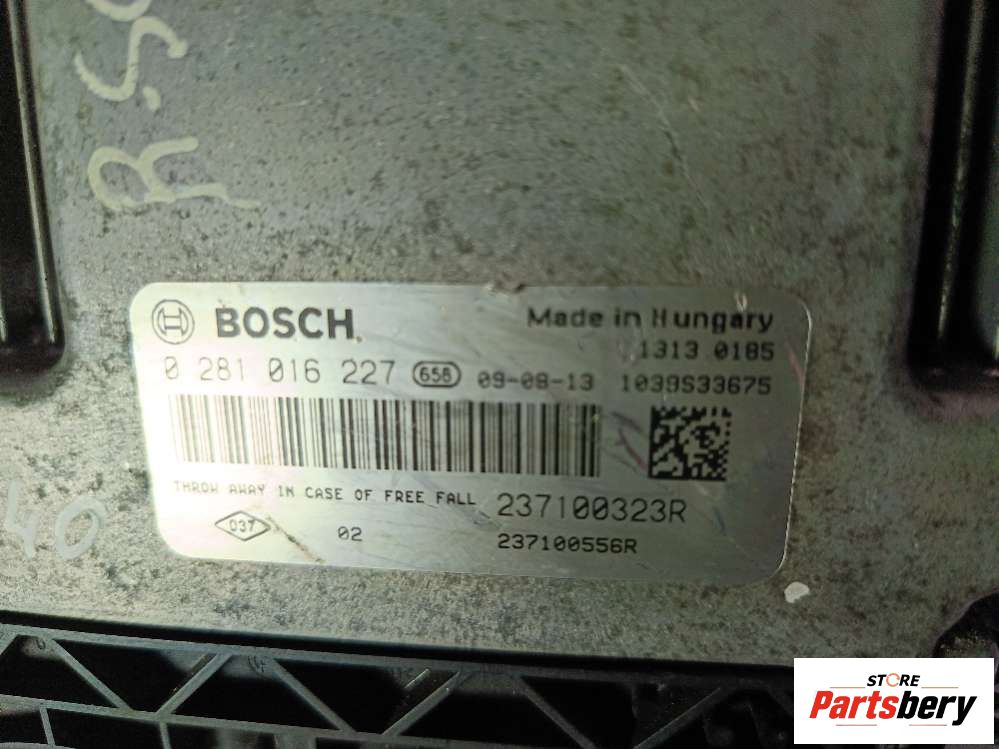 BOSCH
Made in Hungary
1313 0185
0 281 016 227 658 09-08-13 1039S33675
THROW AWAY IN CASE OF FREE FALL 237100323R
037 02 237100556R
40
STORE
Partsbery